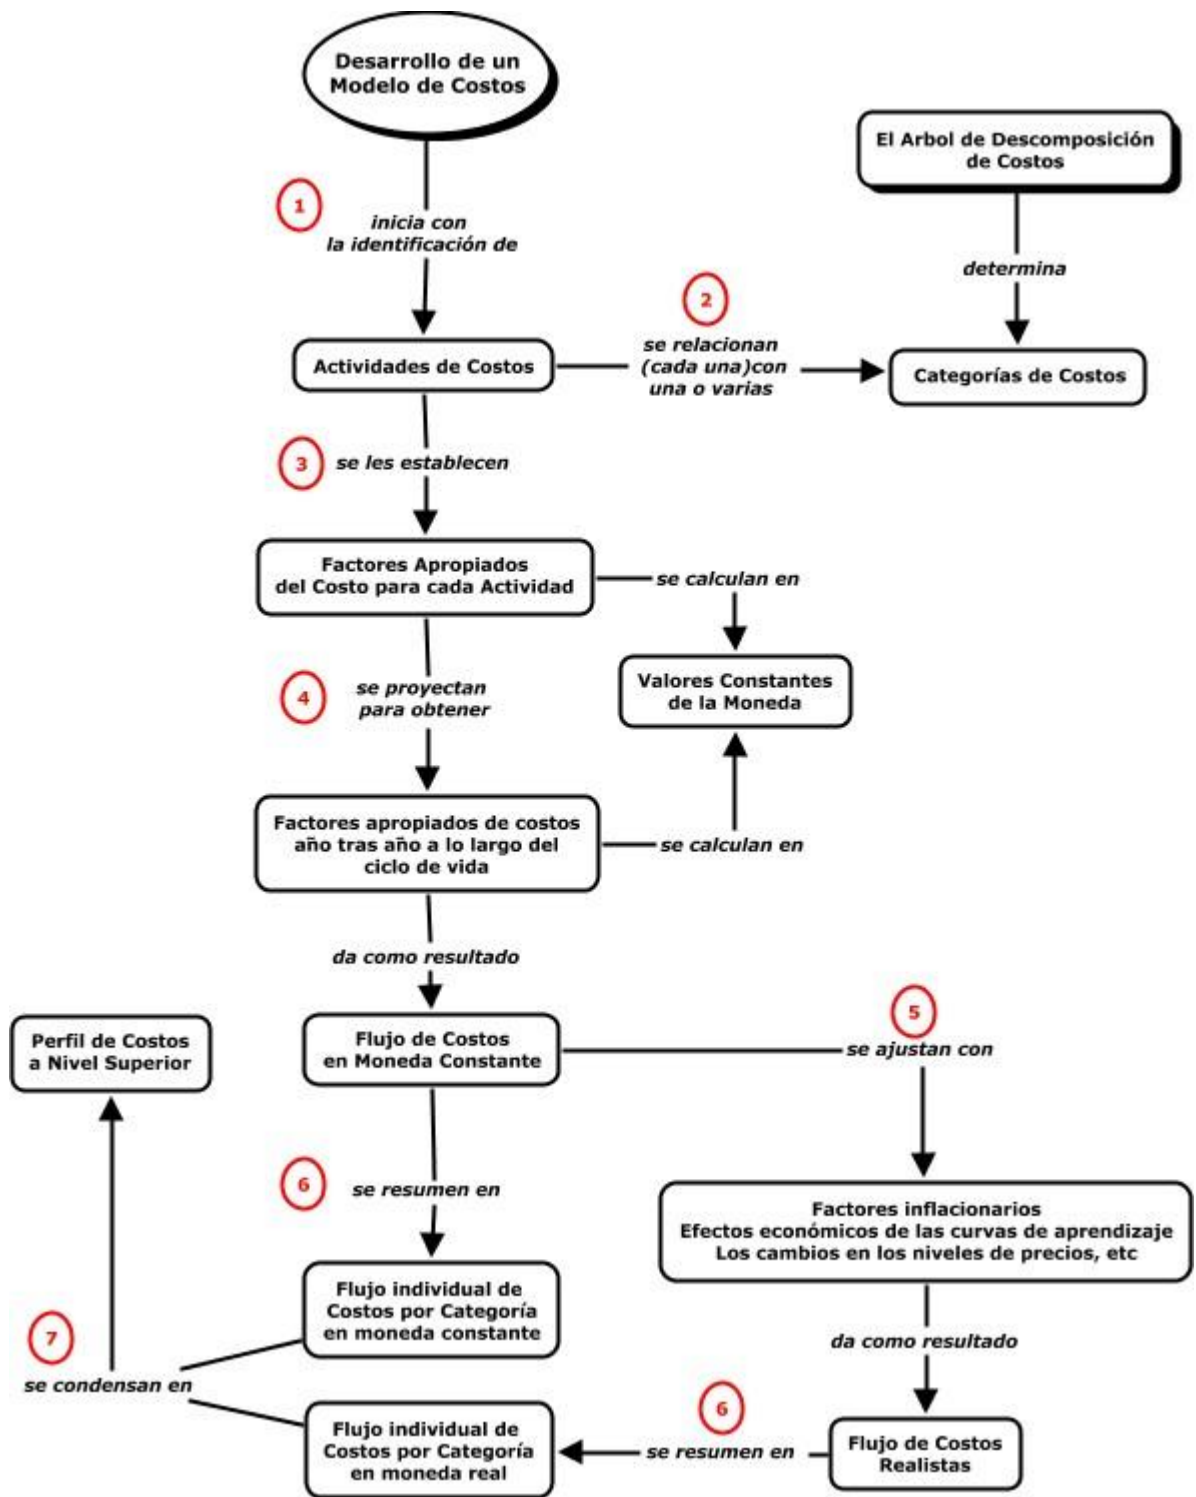 Desarrollo de un
Modelo de Costos
El Arbol de Descomposición
de Costos
1
inicia con
la identificación de
determina
2
se relacionan
(cada una)con
una o varias
Actividades de Costos
Categorías de Costos
3
se les establecen
Factores Apropiados
del Costo para cada Actividad
se calculan en
Valores Constantes
de la Moneda
4
se proyectan
para obtener
Factores apropiados de costos
año tras año a lo largo del
ciclo de vida
se calculan en
da como resultado
Perfil de Costos
a Nivel Superior
Flujo de Costos
en Moneda Constante
5
se ajustan con
6
se resumen en
Factores inflacionarios
Efectos económicos de las curvas de aprendizaje
Los cambios en los niveles de precios, etc
Flujo individual de
Costos por Categoría
en moneda constante
7
se condensan en
da como resultado
Flujo individual de
Costos por Categoría
en moneda real
6
se resumen en
Flujo de Costos
Realistas